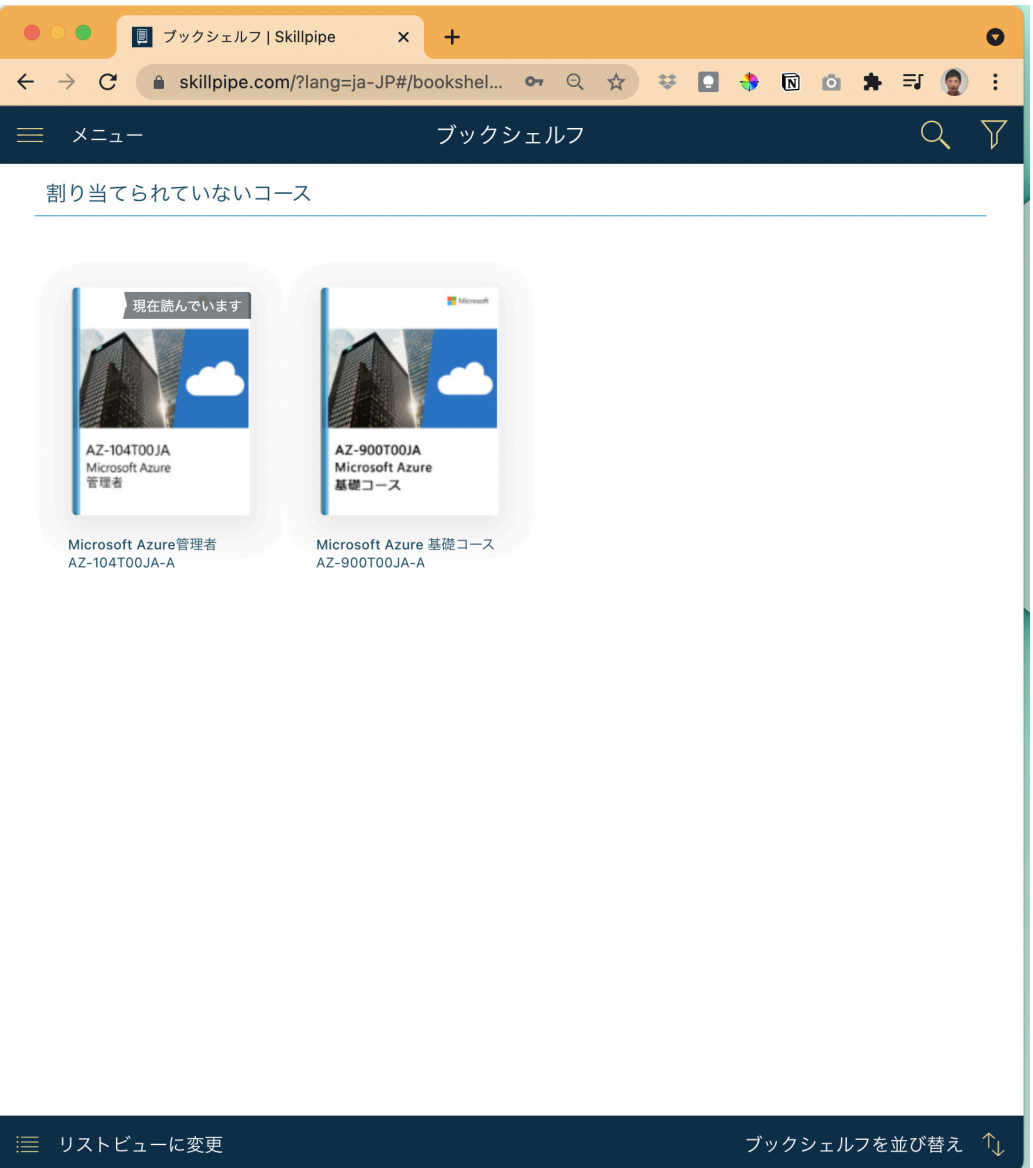 ブックシェルフ | Skillpipe
skillpipe.com/?lang=ja-JP#/bookshel...
メニュー
ブックシェルフ
割り当てられていないコース
現在読んでいます
AZ-104T00JA
Microsoft Azure
管理者
Microsoft
AZ-900T00JA
Microsoft Azure
基礎コース
Microsoft Azure管理者
AZ-104T00JA-A
Microsoft Azure 基礎コース
AZ-900T00JA-A
リストビューに変更
ブックシェルフを並び替え